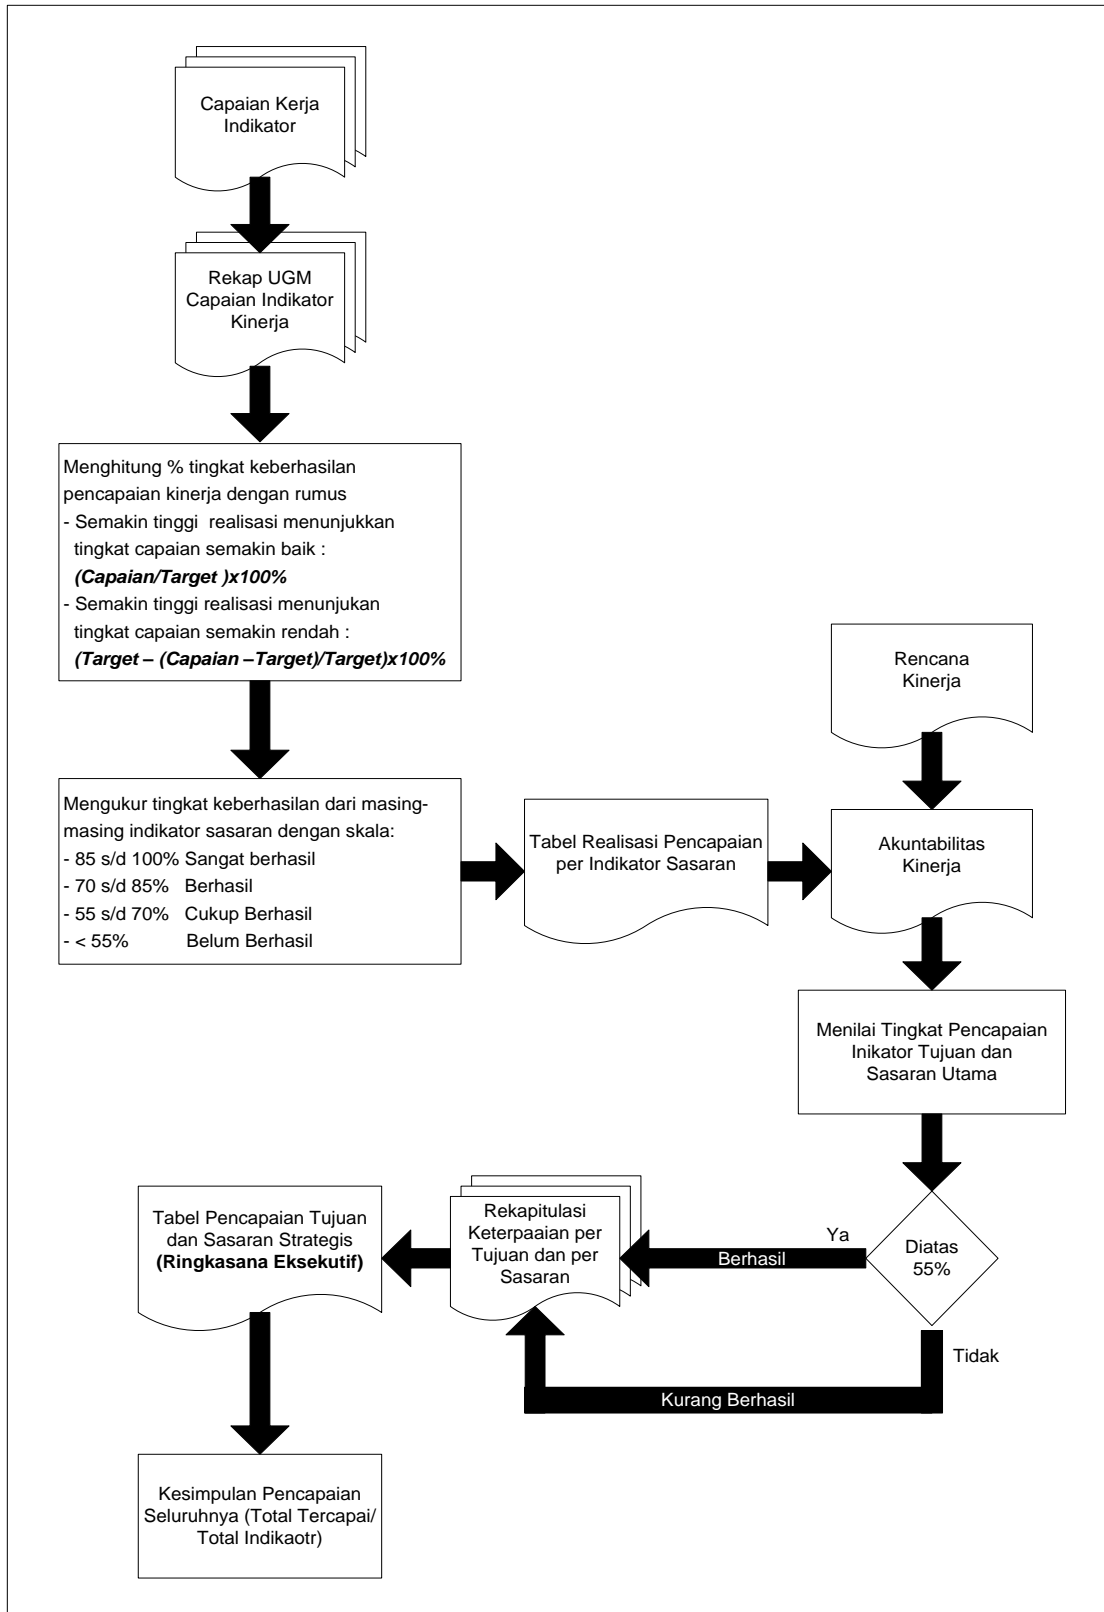 Capaian Kerja
Indikator
Rekap UGM
Capaian Indikator
Kinerja
Menghitung % tingkat keberhasilan
pencapaian kinerja dengan rumus
- Semakin tinggi realisasi menunjukkan
tingkat capaian semakin baik :
(Capaian/Target )x100%
- Semakin tinggi realisasi menunjukan
tingkat capaian semakin rendah :
(Target – (Capaian –Target)/Target)x100%
Rencana
Kinerja
Mengukur tingkat keberhasilan dari masing-
masing indikator sasaran dengan skala:
- 85 s/d 100% Sangat berhasil
- 70 s/d 85% Berhasil
- 55 s/d 70% Cukup Berhasil
- < 55% Belum Berhasil
Tabel Realisasi Pencapaian
per Indikator Sasaran
Akuntabilitas
Kinerja
Menilai Tingkat Pencapaian
Inikator Tujuan dan
Sasaran Utama
Diatas
55%
Ya
Berhasil
Tidak
Kurang Berhasil
Rekapitulasi
Keterpaaian per
Tujuan dan per
Sasaran
Tabel Pencapaian Tujuan
dan Sasaran Strategis
(Ringkasana Eksekutif)
Kesimpulan Pencapaian
Seluruhnya (Total Tercapai/
Total Indikaotr)